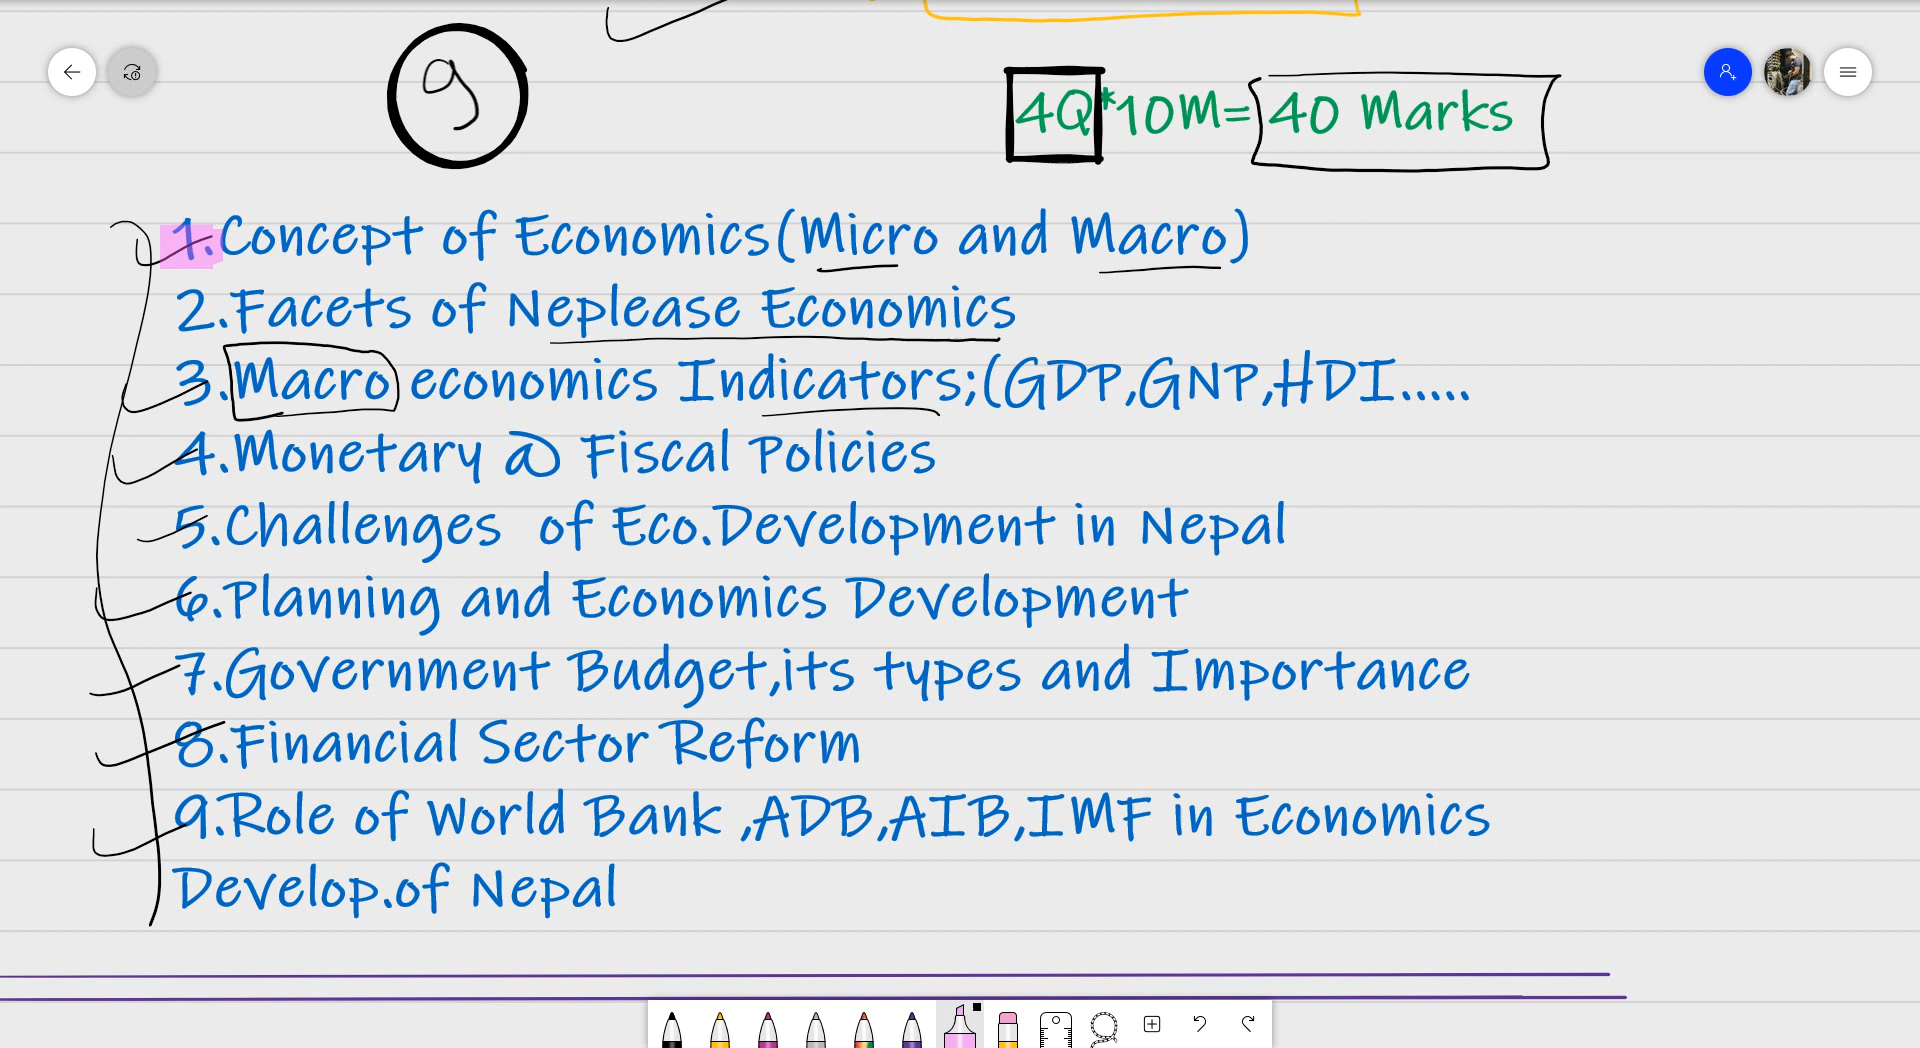 9
4Q*10M= 40 Marks
1.Concept of Economics(Micro and Macro)
2.Facets of Neplease Economics
3.Macro economics Indicators;(GDP,GNP,HDI.....
4.Monetary @ Fiscal Policies
5.Challenges of Eco.Development in Nepal
6.Planning and Economics Development
7.Government Budget,its types and Importance
8.Financial Sector Reform
9.Role of World Bank ,ADB,AIB,IMF in Economics
Develop.of Nepal